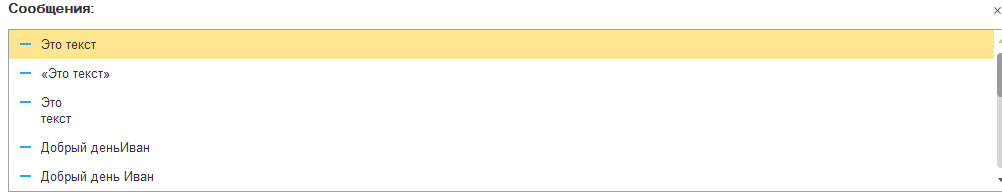 Сообщения:
Это текст
«Это текст»
Это
текст
Добрый деньИван
Добрый день Иван